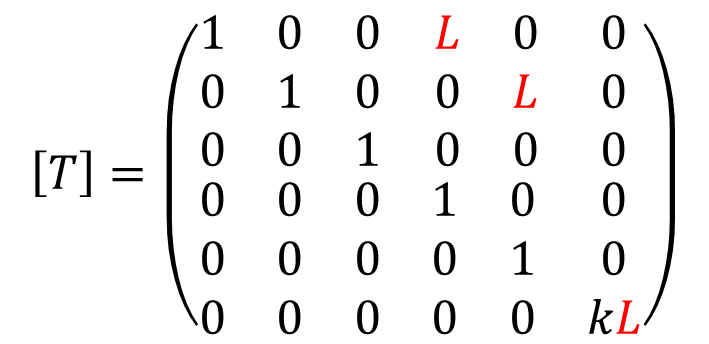 1 0 0 L 0 0
0 1 0 0 L 0
[T] = 0 0 1 0 0 0
0 0 0 1 0 0
0 0 0 0 1 0
0 0 0 0 0 kL